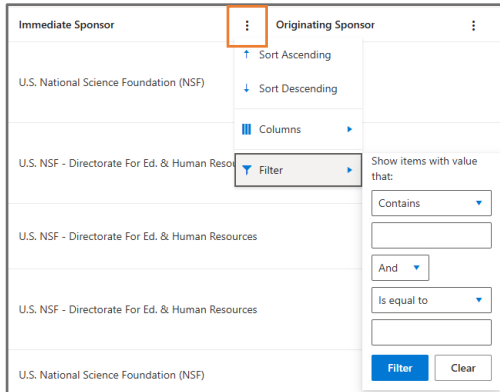 Immediate Sponsor
Originating Sponsor
Sort Ascending
U.S. National Science Foundation (NSF)
Sort Descending
Columns
U.S. NSF - Directorate For Ed. & Human Resou
Filter
Show items with value
that:
Contains
U.S. NSF - Directorate For Ed. & Human Resources
And
Is equal to
U.S. NSF - Directorate For Ed. & Human Resources
Filter
Clear
U.S. National Science Foundation (NSF)